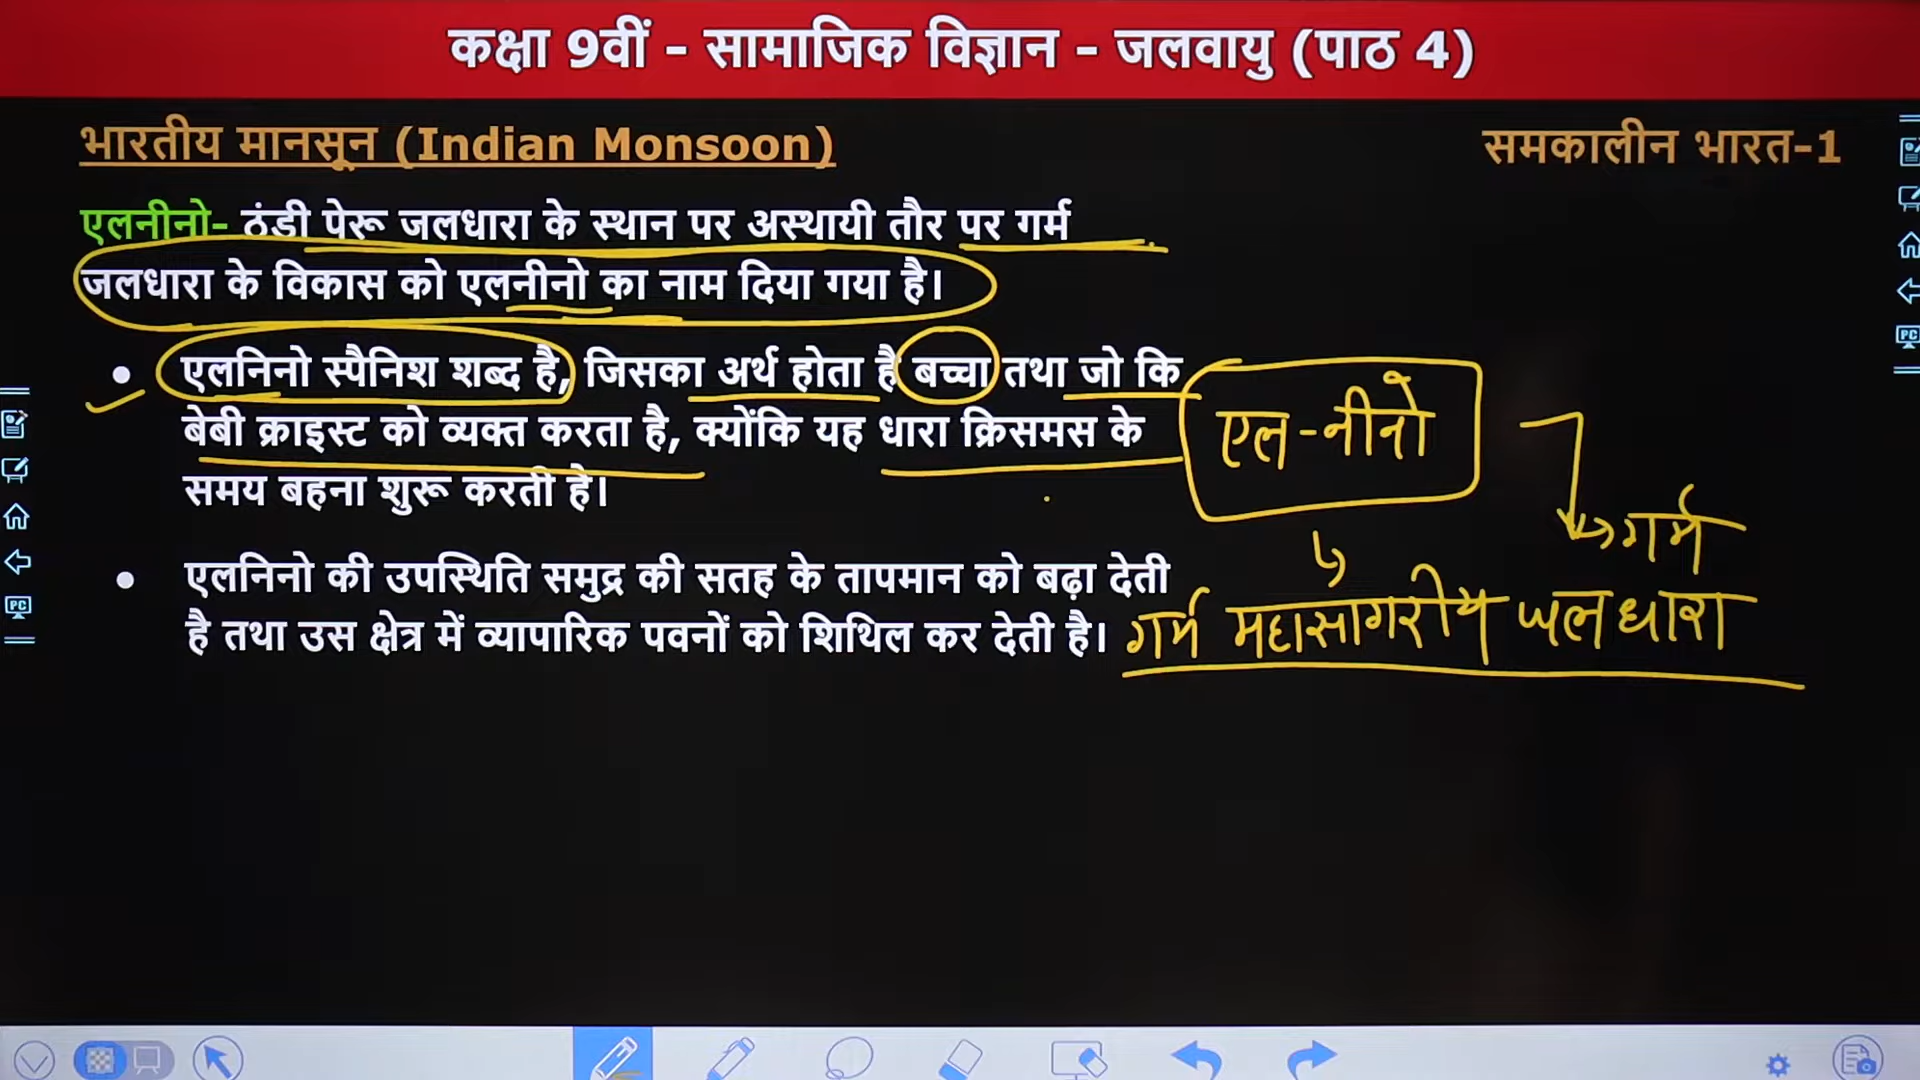 कक्षा 9वीं - सामाजिक विज्ञान - जलवायु (पाठ 4)
भारतीय मानसून (Indian Monsoon)
समकालीन भारत-1
एलनीनो- ठंडी पेरू जलधारा के स्थान पर अस्थायी तौर पर गर्म
जलधारा के विकास को एलनीनो का नाम दिया गया है।
• एलनिनो स्पैनिश शब्द है, जिसका अर्थ होता है बच्चा तथा जो कि
बेबी क्राइस्ट को व्यक्त करता है, क्योंकि यह धारा क्रिसमस के
समय बहना शुरू करती है।
एल-नीनो
गर्म
• एलनिनो की उपस्थिति समुद्र की सतह के तापमान को बढ़ा देती
है तथा उस क्षेत्र में व्यापारिक पवनों को शिथिल कर देती है।
गर्म महासागरीय जलधारा
PC
PC